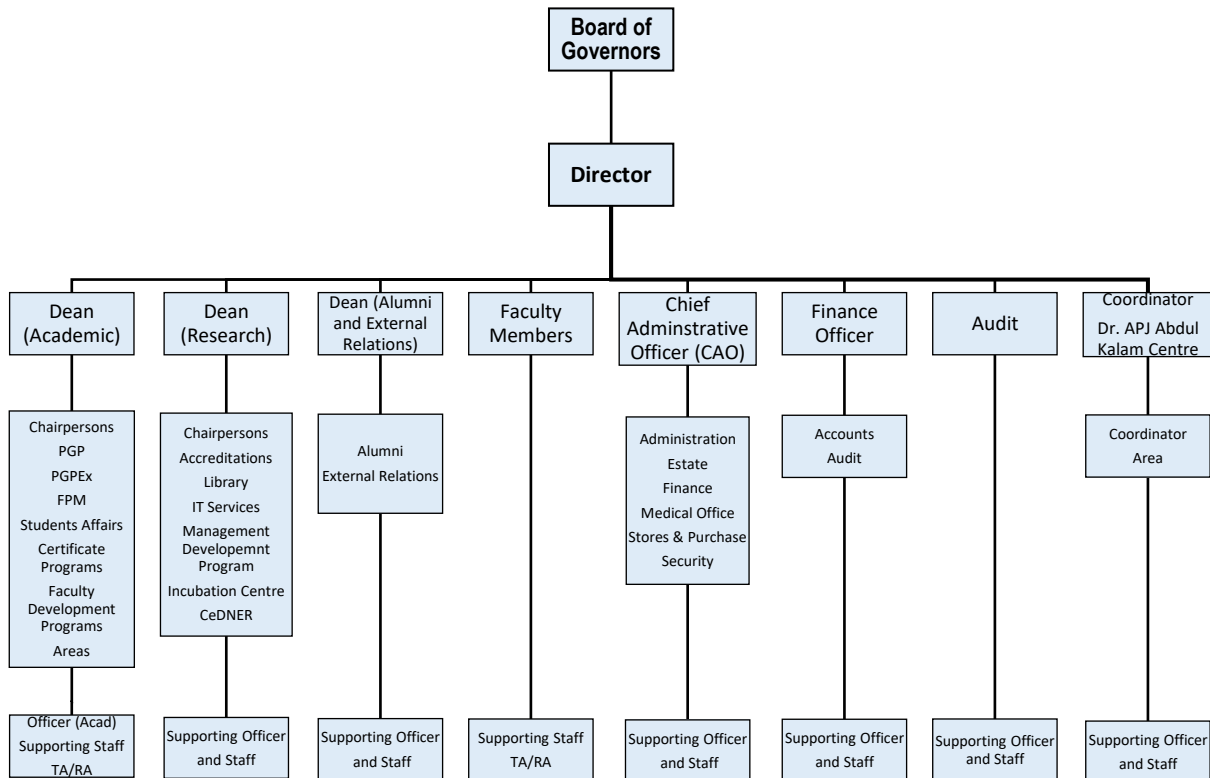 Board of
Governors
Director
Dean
(Academic)
Dean
(Research)
Dean (Alumni
and External
Relations)
Faculty
Members
Chief
Adminstrative
Officer (CAO)
Finance
Officer
Audit
Coordinator
Dr. APJ Abdul
Kalam Centre
Chairpersons
PGP
PGPEx
FPM
Students Affairs
Certificate
Programs
Faculty
Development
Programs
Areas
Chairpersons
Accreditations
Library
IT Services
Management
Developemnt
Program
Incubation Centre
CeDNER
Alumni
External Relations
Administration
Estate
Finance
Medical Office
Stores & Purchase
Security
Accounts
Audit
Coordinator
Area
Officer (Acad)
Supporting Staff
TA/RA
Supporting Officer
and Staff
Supporting Officer
and Staff
Supporting Staff
TA/RA
Supporting Officer
and Staff
Supporting Officer
and Staff
Supporting Officer
and Staff
Supporting Officer
and Staff